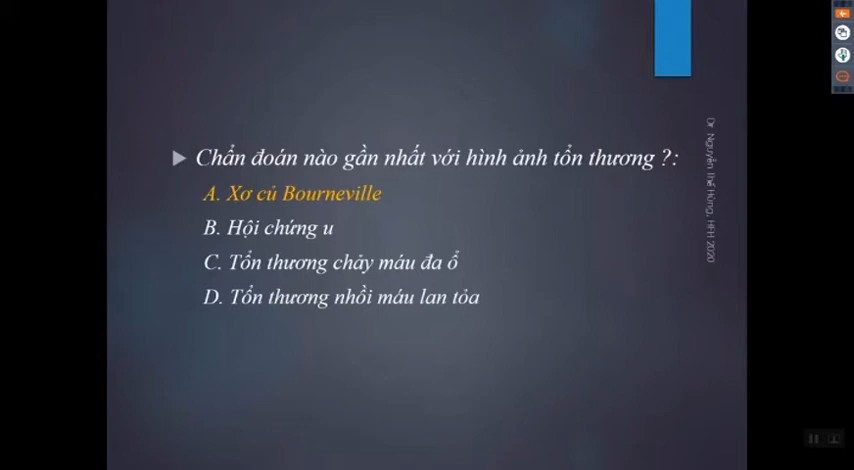 Chẩn đoán nào gần nhất với hình ảnh tổn thương ?:
A. Xơ củ Bourneville
B. Hội chứng u
C. Tổn thương chảy máu đa ổ
D. Tổn thương nhồi máu lan tỏa
Dr Nguyễn Thế Hùng, HFH 2020